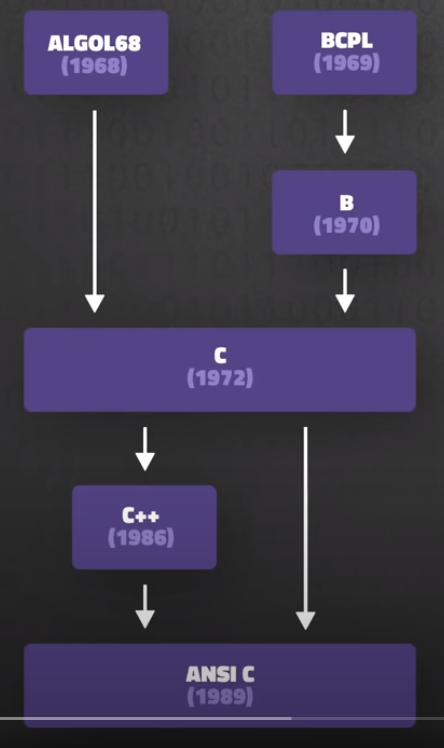 ALGOL68
(1968)
BCPL
(1969)
B
(1970)
C
(1972)
C++
(1986)
ANSI C
(1989)